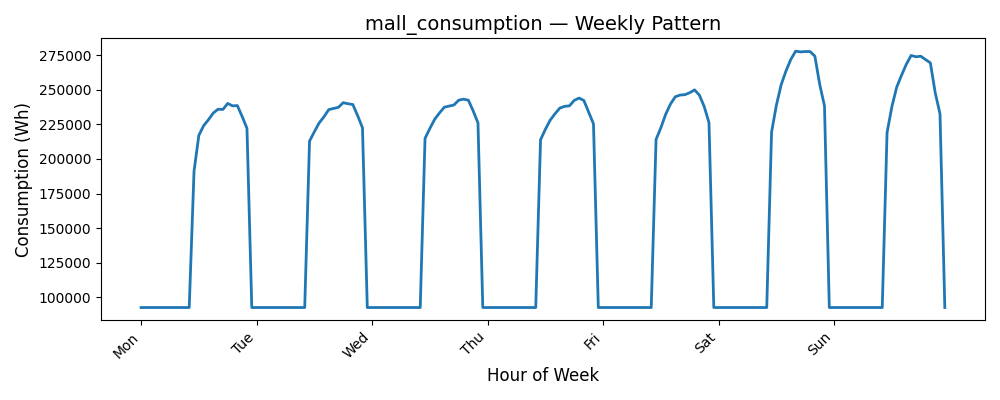 mall_consumption — Weekly Pattern
Consumption (Wh)
275000
250000
225000
200000
175000
150000
125000
100000
Mon
Tue
Wed
Thu
Fri
Sat
Sun
Hour of Week